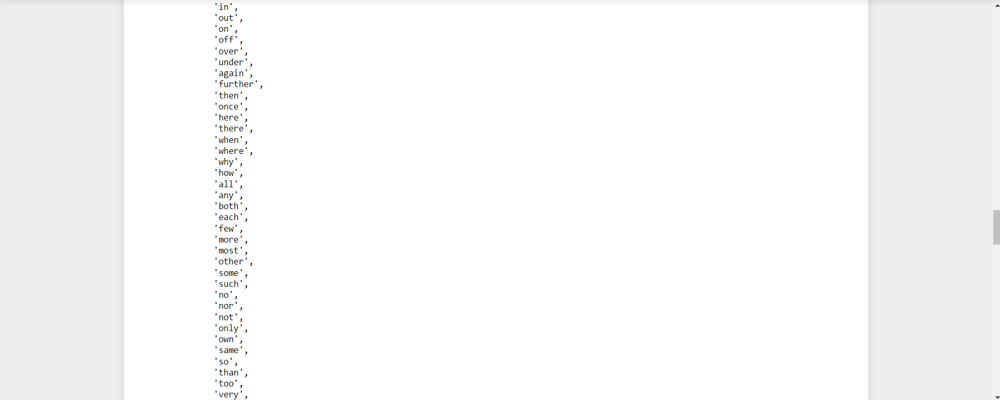 'in',
'out',
'on',
'off',
'over',
'under',
'again',
'further',
'then',
'once',
'here',
'there',
'when',
'where',
'why',
'how',
'all',
'any',
'both',
'each',
'few',
'more',
'most',
'other',
'some',
'such',
'no',
'nor',
'not',
'only',
'own',
'same',
'so',
'than',
'too',
'very',